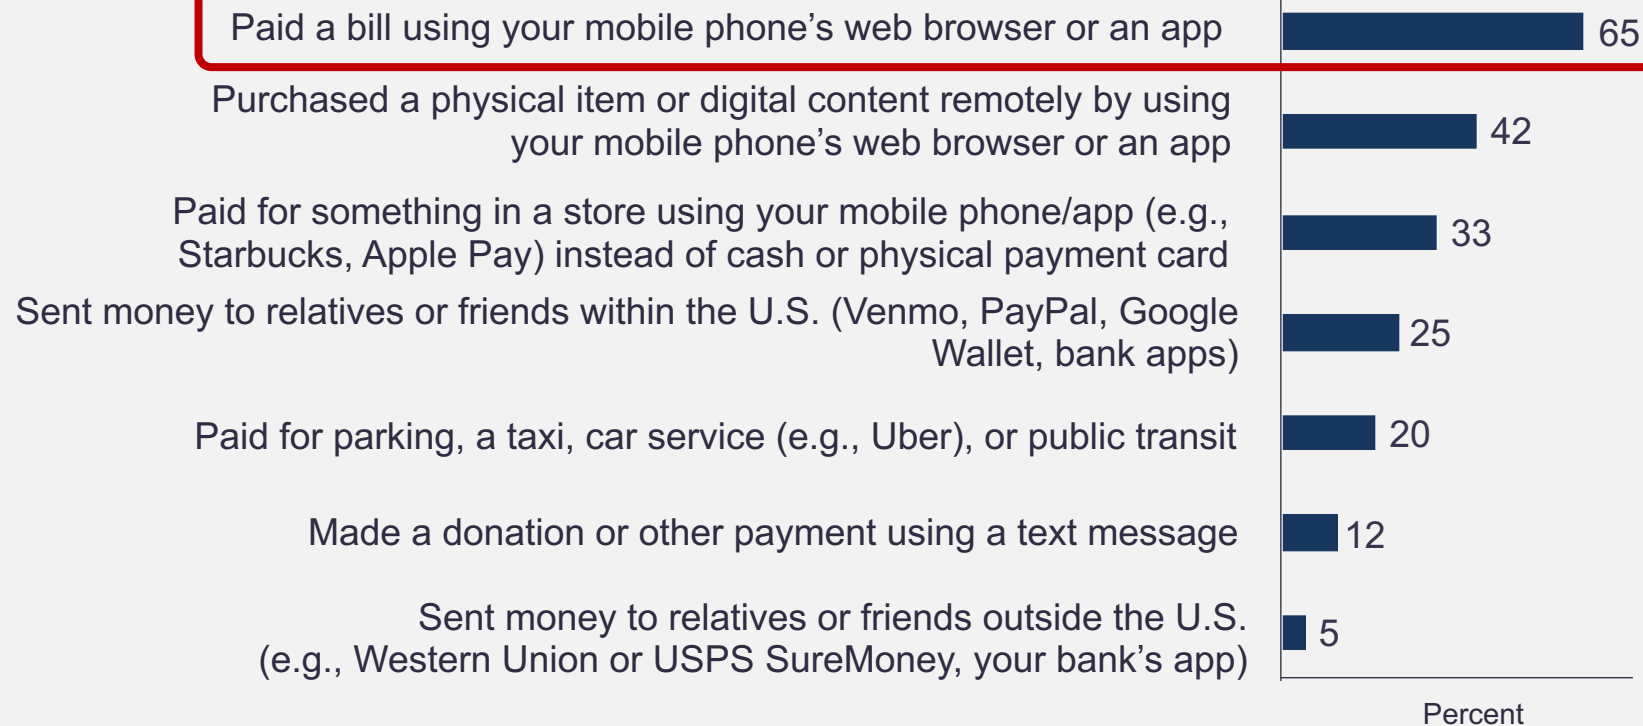 Paid a bill using your mobile phone’s web browser or an app
65
Purchased a physical item or digital content remotely by using
your mobile phone’s web browser or an app
42
Paid for something in a store using your mobile phone/app (e.g.,
Starbucks, Apple Pay) instead of cash or physical payment card
33
Sent money to relatives or friends within the U.S. (Venmo, PayPal, Google
Wallet, bank apps)
25
Paid for parking, a taxi, car service (e.g., Uber), or public transit
20
Made a donation or other payment using a text message
12
Sent money to relatives or friends outside the U.S.
(e.g., Western Union or USPS SureMoney, your bank’s app)
5
Percent